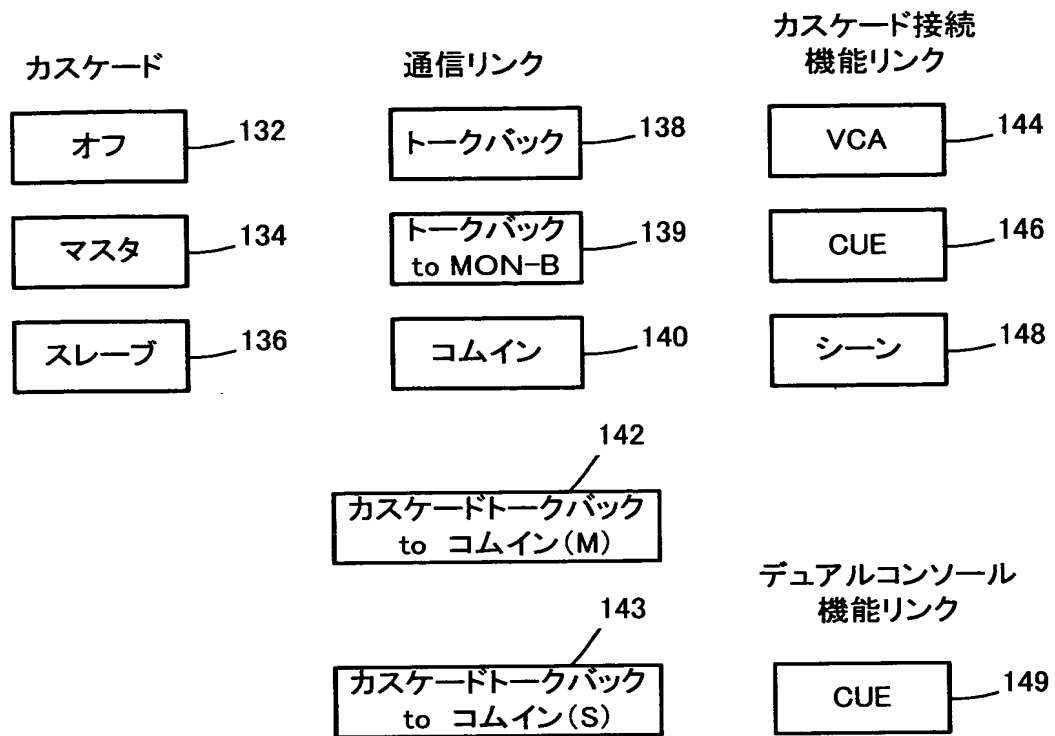 カスケード
オフ
132
マスタ
134
スレーブ
136
通信リンク
トークバック
138
トークバック
to MON-B
139
コムイン
140
142
カスケードトークバック
to コムイン(M)
143
カスケードトークバック
to コムイン(S)
カスケード接続
機能リンク
VCA
144
CUE
146
シーン
148
デュアルコンソール
機能リンク
CUE
149